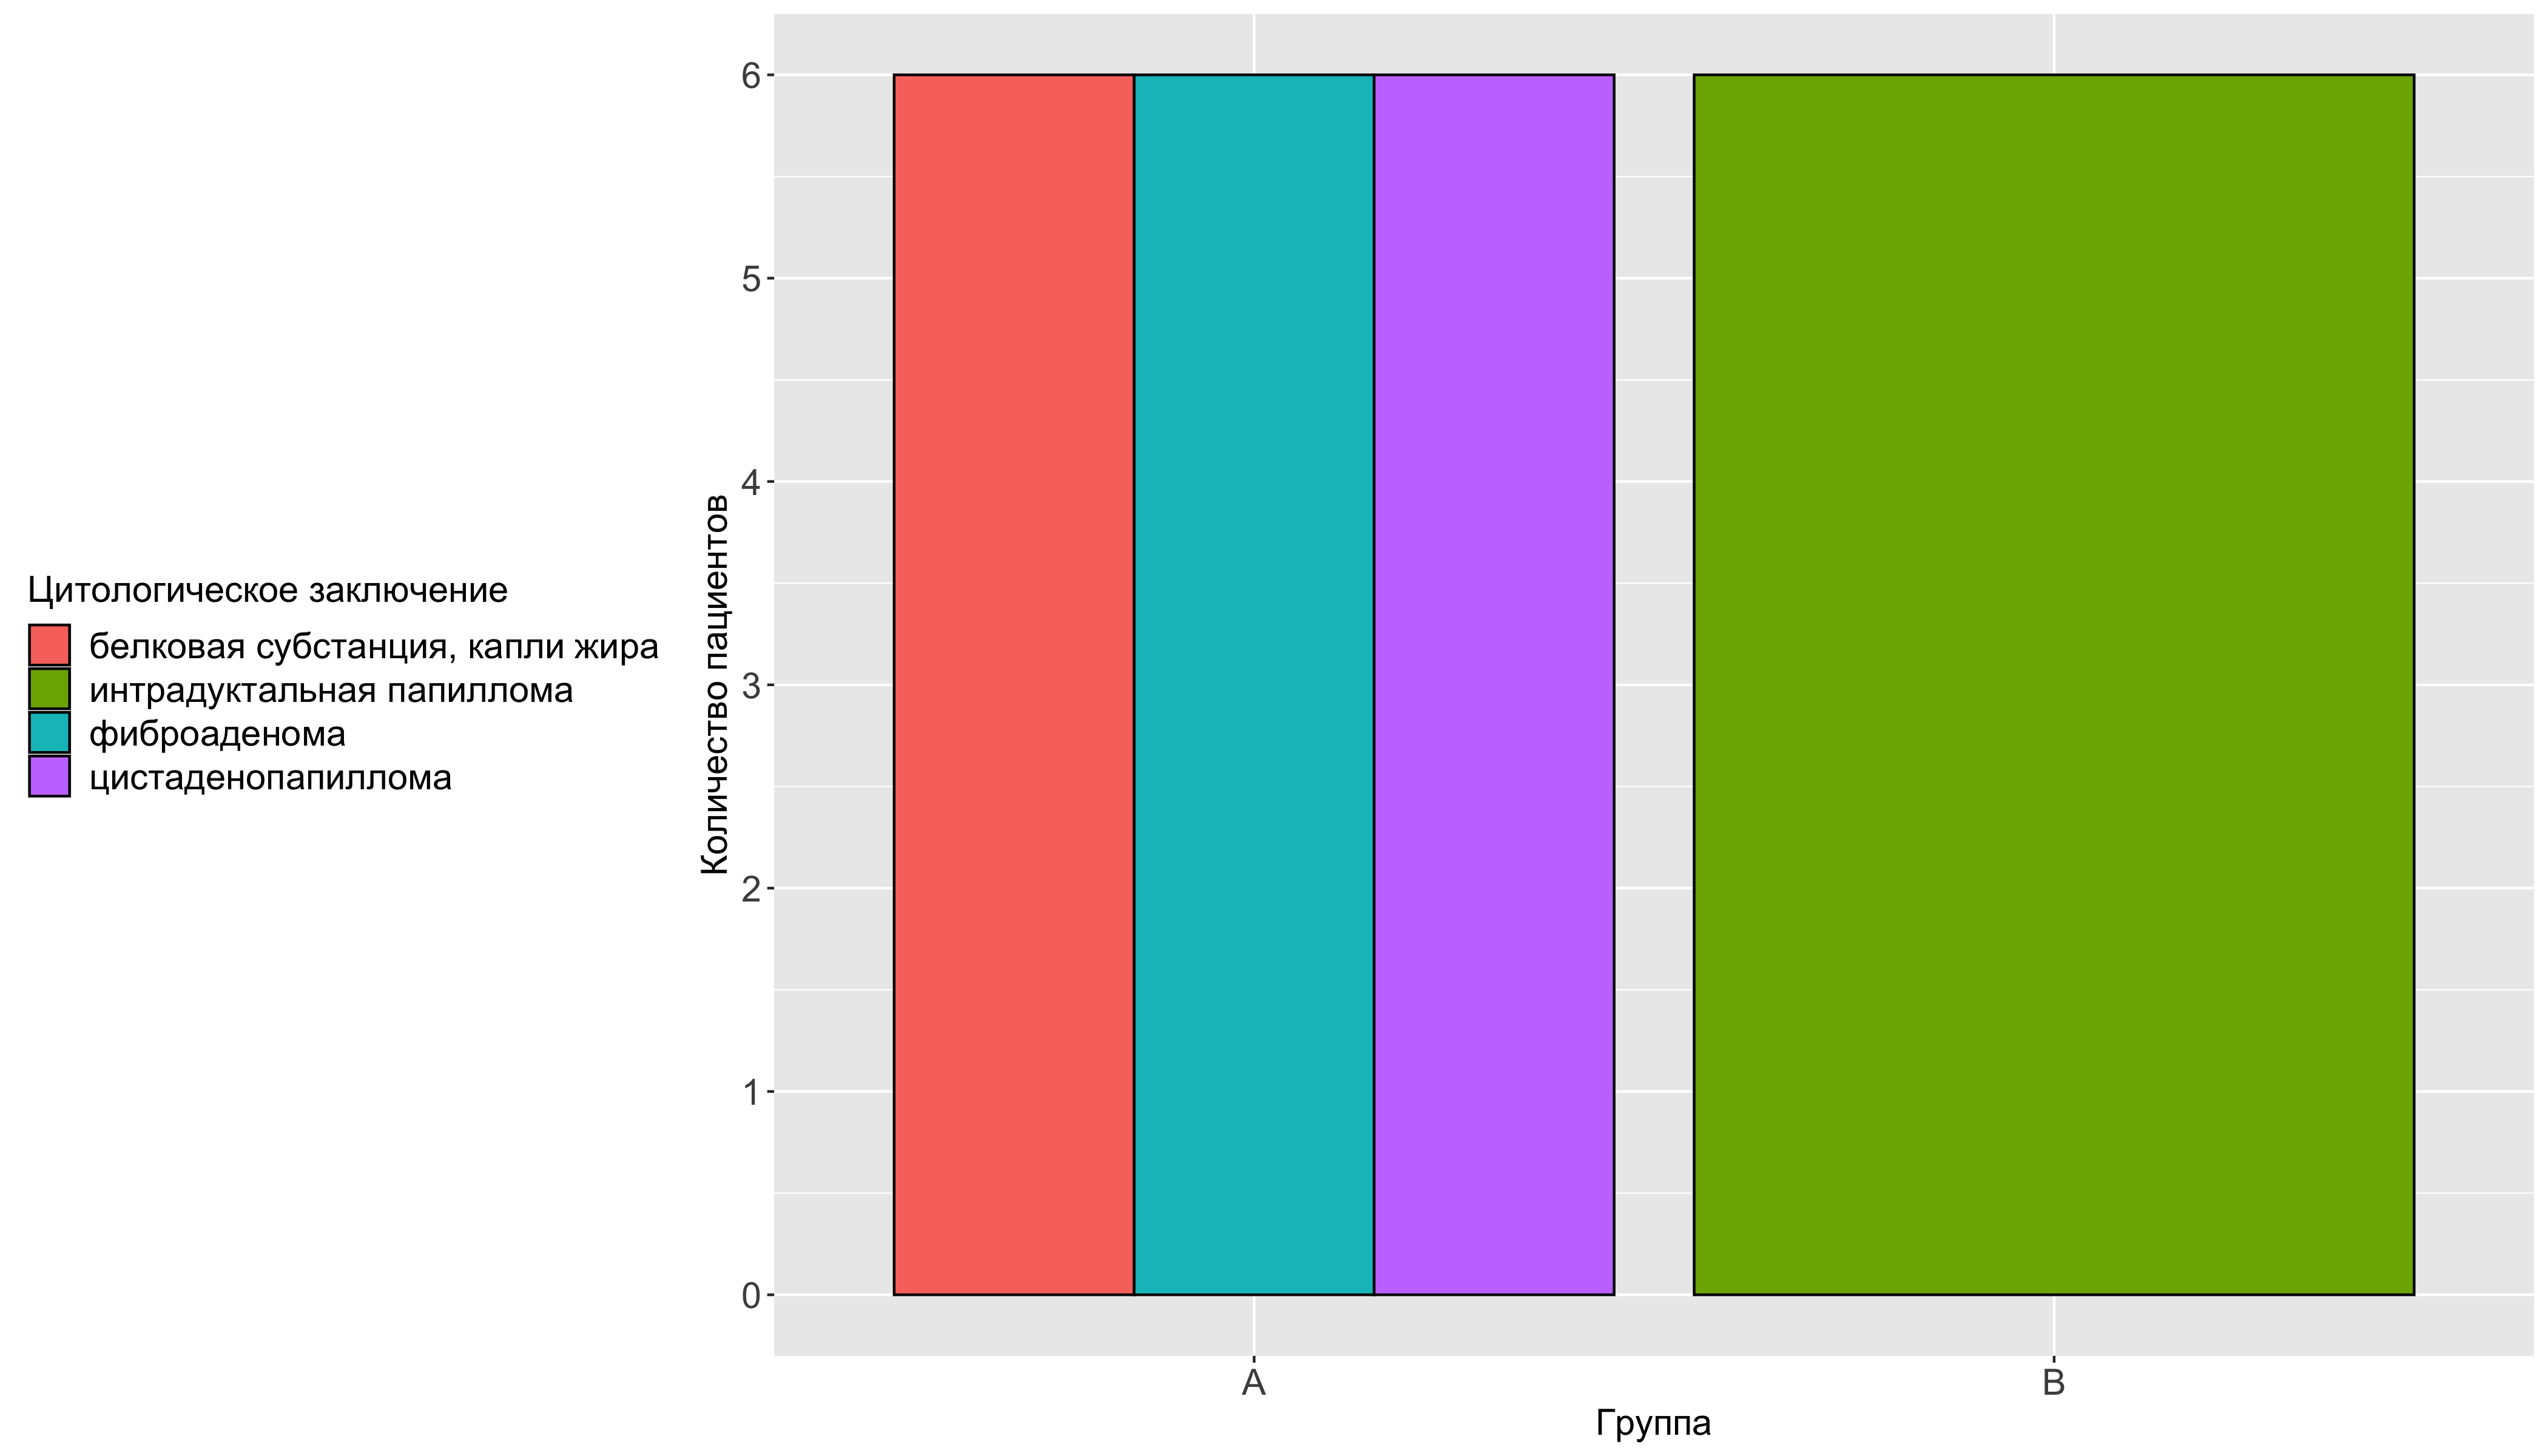 Цитологическое заключение
белковая субстанция, капли жира
интрадуктальная папиллома
фиброаденома
цистаденопапиллома
Количество пациентов
6
5
4
3
2
1
0
A
B
Группа